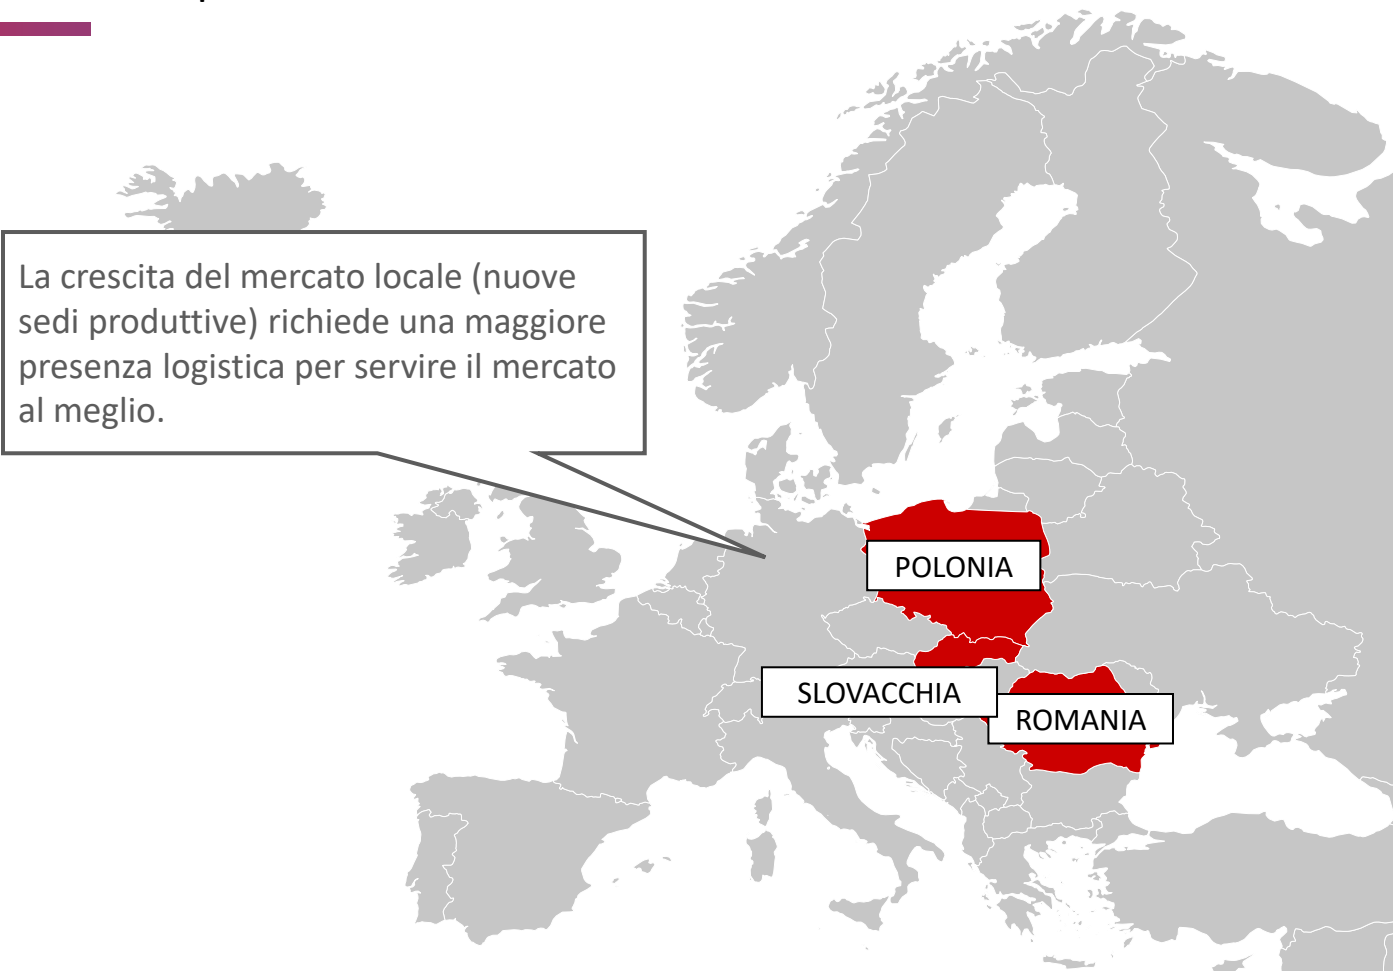 La crescita del mercato locale (nuove
sedi produttive) richiede una maggiore
presenza logistica per servire il mercato
al meglio.
POLONIA
SLOVACCHIA
ROMANIA